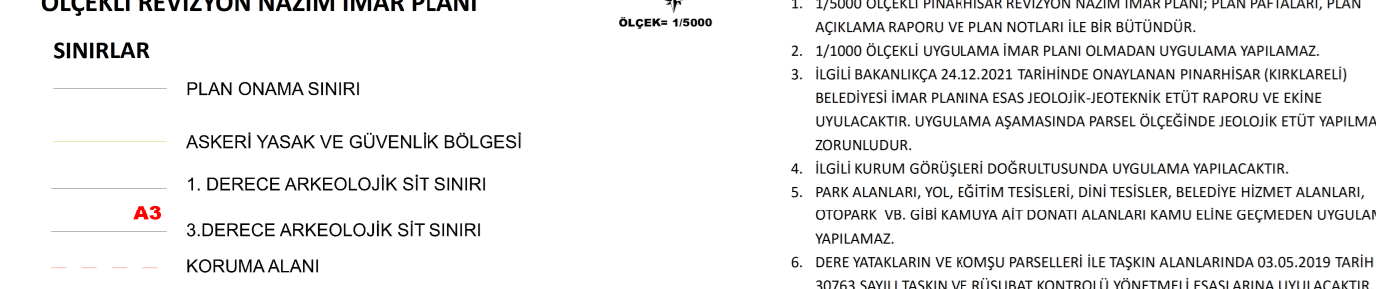 ÖLÇEKLİ REVİZYON NAZIM İMAR PLANI
ÖLÇEK= 1/5000
SINIRLAR
PLAN ONAMA SINIRI
ASKERİ YASAK VE GÜVENLİK BÖLGESİ
1. DERECE ARKEOLOJİK SİT SINIRI
A3
3.DERECE ARKEOLOJİK SİT SINIRI
KORUMA ALANI
1. 1/5000 ÖLÇEKLİ PINARHİSAR REVİZYON NAZIM İMAR PLANI; PLAN PAFTALARI, PLAN
AÇIKLAMA RAPORU VE PLAN NOTLARI İLE BİR BÜTÜNDÜR.
2. 1/1000 ÖLÇEKLİ UYGULAMA İMAR PLANI OLMADAN UYGULAMA YAPILAMAZ.
3. İLGİLİ BAKANLIKÇA 24.12.2021 TARİHİNDE ONAYLANAN PINARHİSAR (KIRKLARELİ)
BELEDİYESİ İMAR PLANINA ESAS JEOLOJİK-JEOTEKNİK ETÜT RAPORU VE EKİNE
UYULACAKTIR. UYGULAMA AŞAMASINDA PARSEL ÖLÇEĞİNDE JEOLOJİK ETÜT YAPILMA
ZORUNLUDUR.
4. İLGİLİ KURUM GÖRÜŞLERİ DOĞRULTUSUNDA UYGULAMA YAPILACAKTIR.
5. PARK ALANLARI, YOL, EĞİTİM TESİSLERİ, DİNİ TESİSLER, BELEDİYE HİZMET ALANLARI,
OTOPARK VB. GİBİ KAMUYA AİT DONATI ALANLARI KAMU ELİNE GEÇMEDEN UYGULAM
YAPILAMAZ.
6. DERE YATAKLARIN VE KOMŞU PARSELLERİ İLE TAŞKIN ALANLARINDA 03.05.2019 TARİH
30763 SAYILI TAŞKIN VE RÜSUBAT KONTROLÜ YÖNETMELİ ESASLARINA UYULACAKTIR